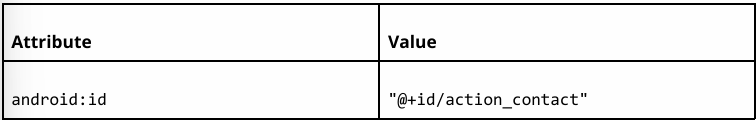 Attribute Value
android:id "@+id/action_contact"